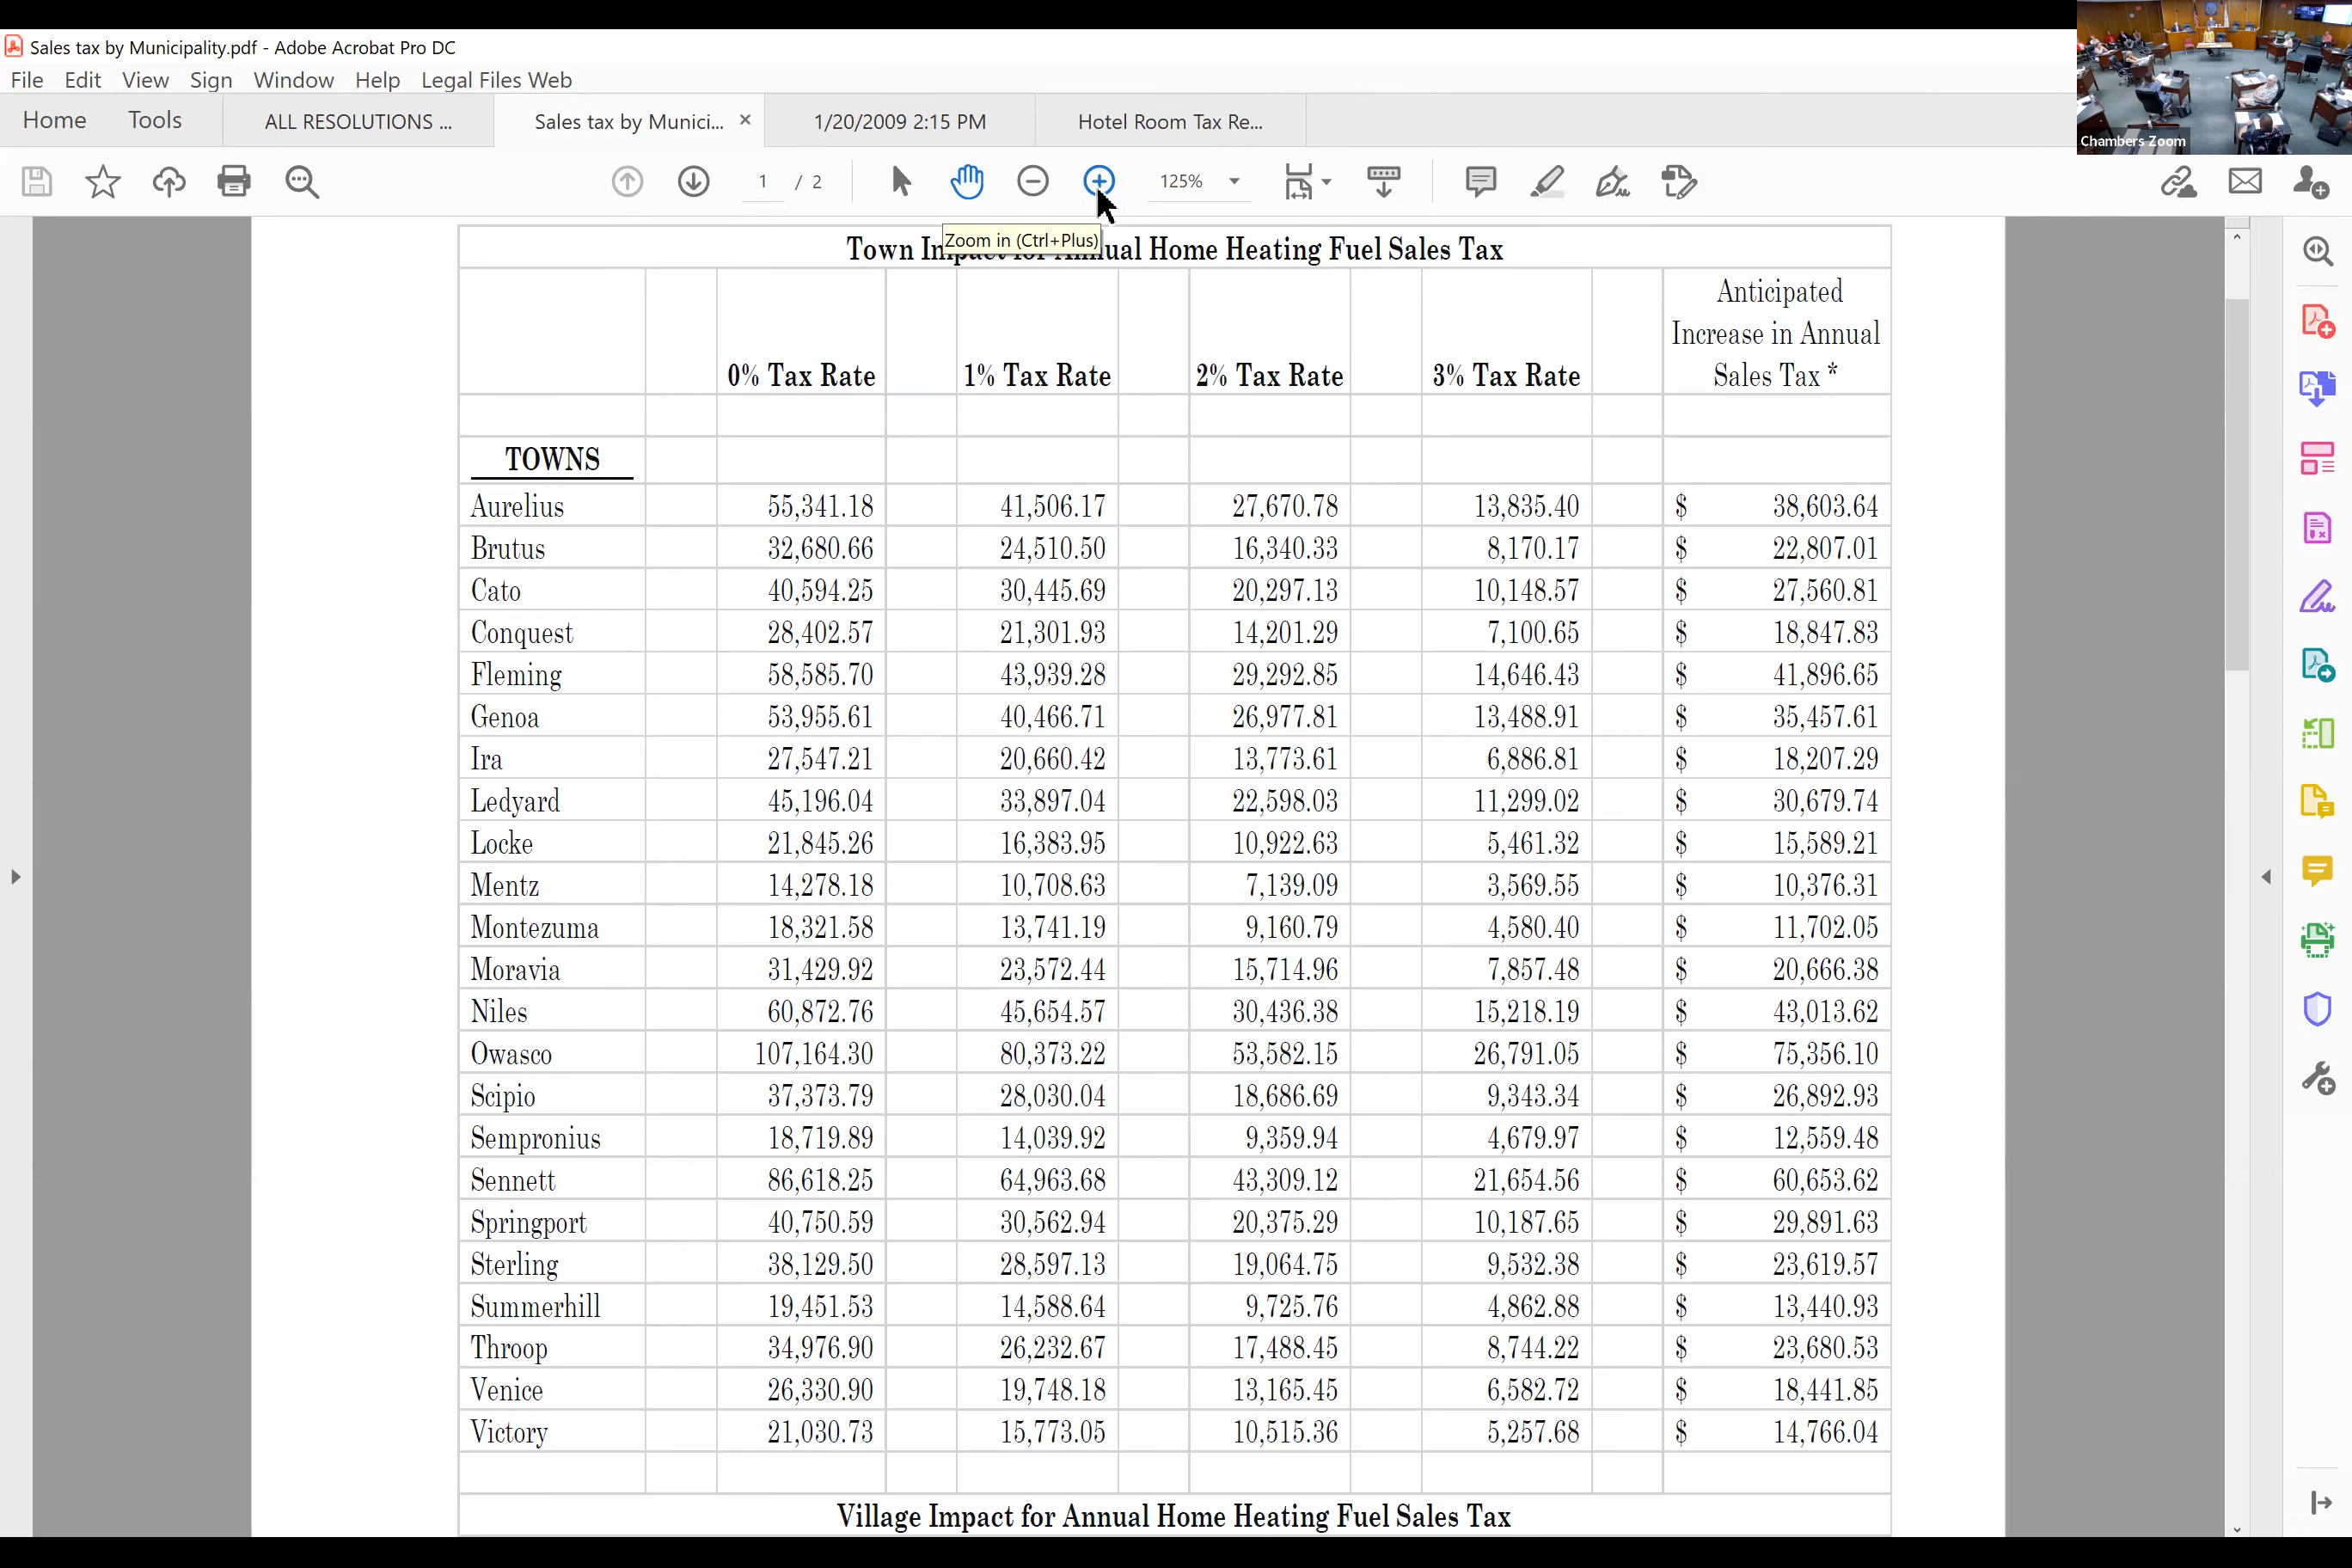 Sales tax by Municipality.pdf - Adobe Acrobat Pro DC
File Edit View Sign Window Help Legal Files Web
Home Tools ALL RESOLUTIONS ... Sales tax by Munici... × 1/20/2009 2:15 PM Hotel Room Tax Re...
Chambers Zoom
1 / 2 125%
Zoom in (Ctrl+Plus)
Town Impact for Annual Home Heating Fuel Sales Tax
0% Tax Rate 1% Tax Rate 2% Tax Rate 3% Tax Rate Anticipated
Increase in Annual
Sales Tax *
TOWNS
Aurelius 55,341.18 41,506.17 27,670.78 13,835.40 $ 38,603.64
Brutus 32,680.66 24,510.50 16,340.33 8,170.17 $ 22,807.01
Cato 40,594.25 30,445.69 20,297.13 10,148.57 $ 27,560.81
Conquest 28,402.57 21,301.93 14,201.29 7,100.65 $ 18,847.83
Fleming 58,585.70 43,939.28 29,292.85 14,646.43 $ 41,896.65
Genoa 53,955.61 40,466.71 26,977.81 13,488.91 $ 35,457.61
Ira 27,547.21 20,660.42 13,773.61 6,886.81 $ 18,207.29
Ledyard 45,196.04 33,897.04 22,598.03 11,299.02 $ 30,679.74
Locke 21,845.26 16,383.95 10,922.63 5,461.32 $ 15,589.21
Mentz 14,278.18 10,708.63 7,139.09 3,569.55 $ 10,376.31
Montezuma 18,321.58 13,741.19 9,160.79 4,580.40 $ 11,702.05
Moravia 31,429.92 23,572.44 15,714.96 7,857.48 $ 20,666.38
Niles 60,872.76 45,654.57 30,436.38 15,218.19 $ 43,013.62
Owasco 107,164.30 80,373.22 53,582.15 26,791.05 $ 75,356.10
Scipio 37,373.79 28,030.04 18,686.69 9,343.34 $ 26,892.93
Sempronius 18,719.89 14,039.92 9,359.94 4,679.97 $ 12,559.48
Sennett 86,618.25 64,963.68 43,309.12 21,654.56 $ 60,653.62
Springport 40,750.59 30,562.94 20,375.29 10,187.65 $ 29,891.63
Sterling 38,129.50 28,597.13 19,064.75 9,532.38 $ 23,619.57
Summerhill 19,451.53 14,588.64 9,725.76 4,862.88 $ 13,440.93
Throop 34,976.90 26,232.67 17,488.45 8,744.22 $ 23,680.53
Venice 26,330.90 19,748.18 13,165.45 6,582.72 $ 18,441.85
Victory 21,030.73 15,773.05 10,515.36 5,257.68 $ 14,766.04
Village Impact for Annual Home Heating Fuel Sales Tax